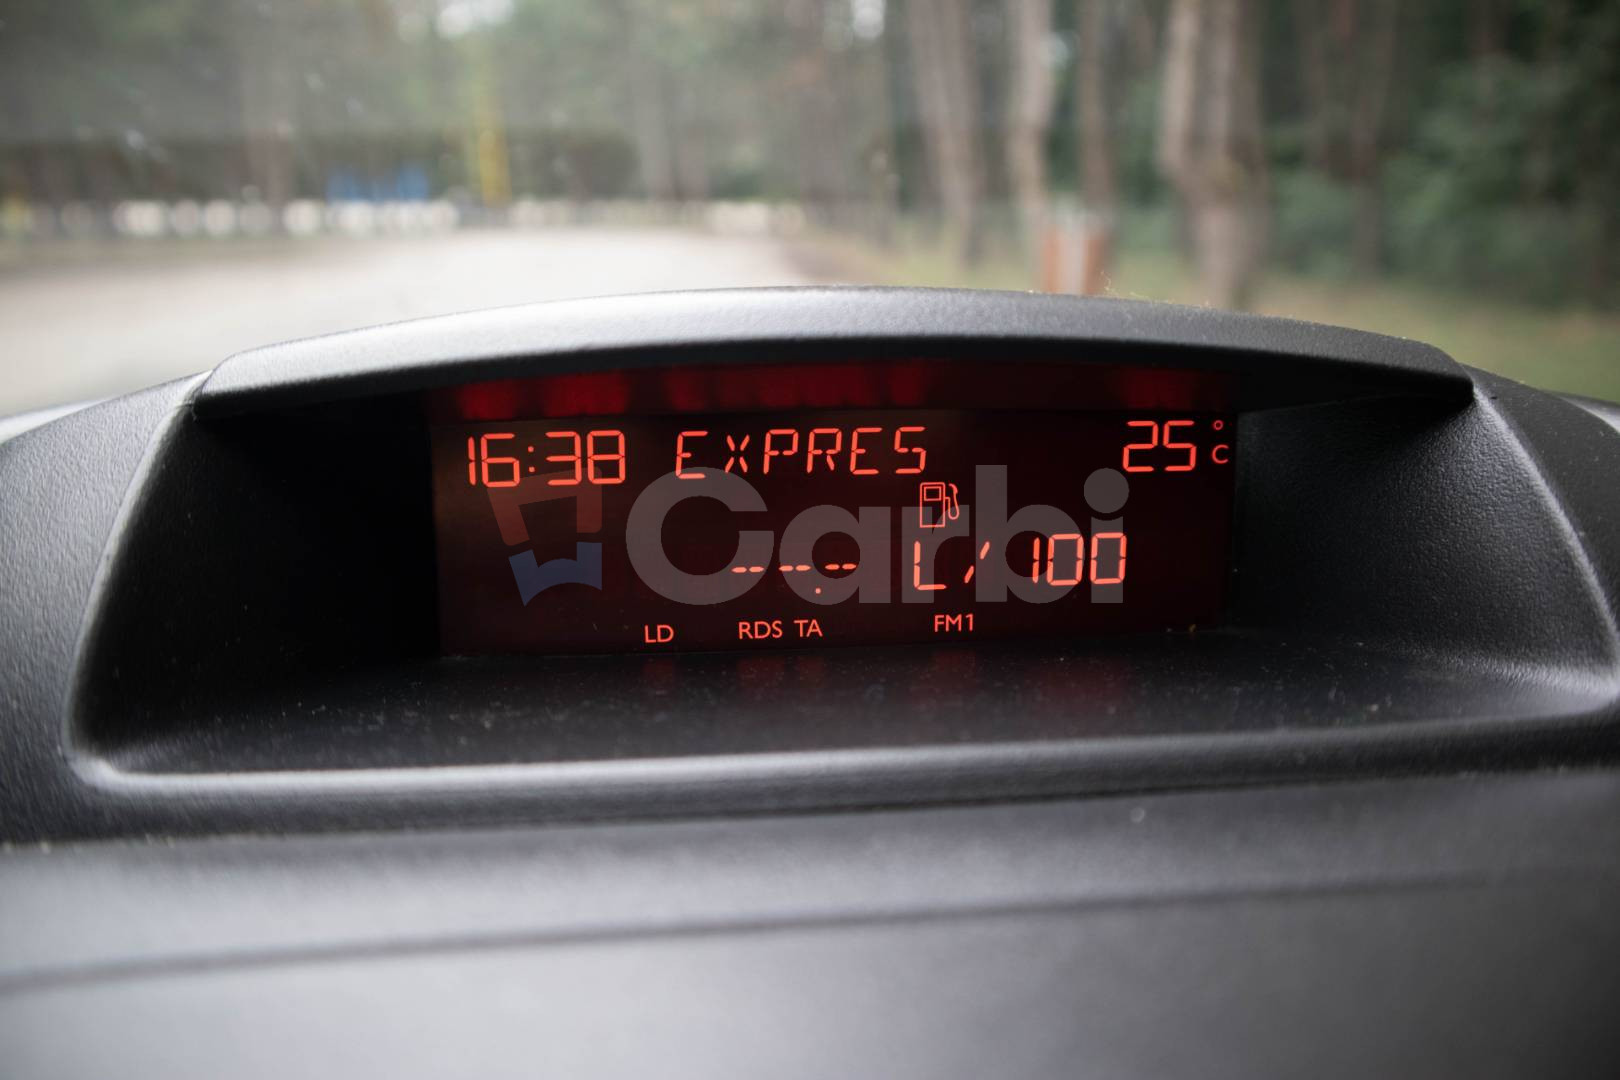 16:38 EXPRES 25 °C
Carbi
--.- L/100
LD RDS TA FM1